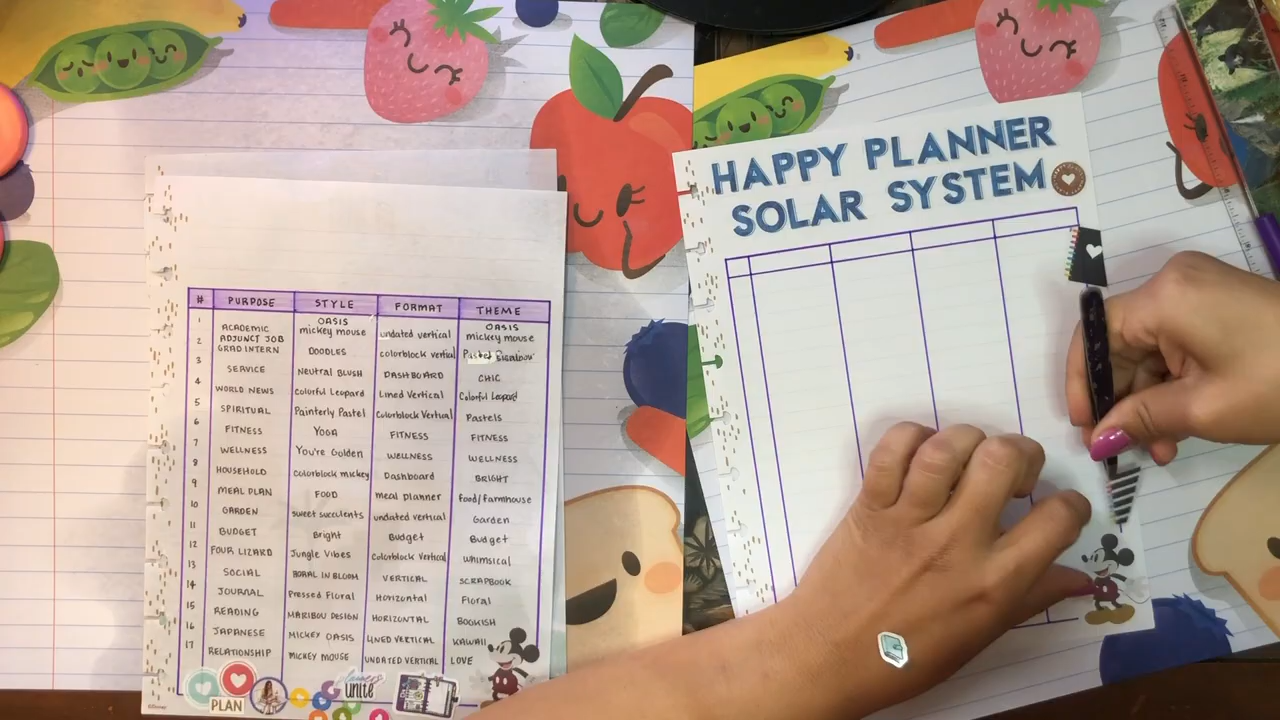 HAPPY PLANNER
SOLAR SYSTEM
# PURPOSE STYLE FORMAT THEME
1 ACADEMIC OASIS mickey mouse undated vertical OASIS mickey mouse
2 ADJUNCT JOB GRAD INTERN DOODLES colorblock vertical Pastel
3 SERVICE Neutral BLUSH DASHBOARD CHIC
4 WORLD NEWS Colorful Leopard Lined Vertical Colorful Leopard
5 SPIRITUAL Painterly Pastel Colorblock Vertical Pastels
6 FITNESS YOGA FITNESS FITNESS
7 WELLNESS You're Golden WELLNESS WELLNESS
8 HOUSEHOLD colorblock mickey Dashboard BRIGHT
9 MEAL PLAN FOOD meal planner food/farmhouse
10 GARDEN sweet succulents undated vertical Garden
11 BUDGET Bright Budget Budget
12 FOUR LIZARD Jungle Vibes Colorblock Vertical whimsical
13 SOCIAL FLORAL IN BLOOM VERTICAL SCRAPBOOK
14 JOURNAL Pressed Floral Horizontal Floral
15 READING MARIBOU DESIGN HORIZONTAL BOOKISH
16 JAPANESE MICKEY OASIS LINED VERTICAL KAWAII
17 RELATIONSHIP MICKEY MOUSE UNDATED VERTICAL LOVE
PLAN
planners
UNITE